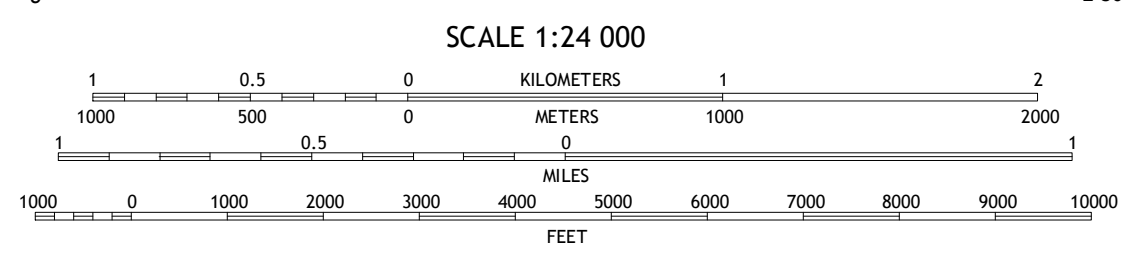 SCALE 1:24 000
1 0.5 0 KILOMETERS 1 2
1000 500 0 METERS 1000 2000
1 0.5 0 1
MILES
1000 0 1000 2000 3000 4000 5000 6000 7000 8000 9000 10000
FEET